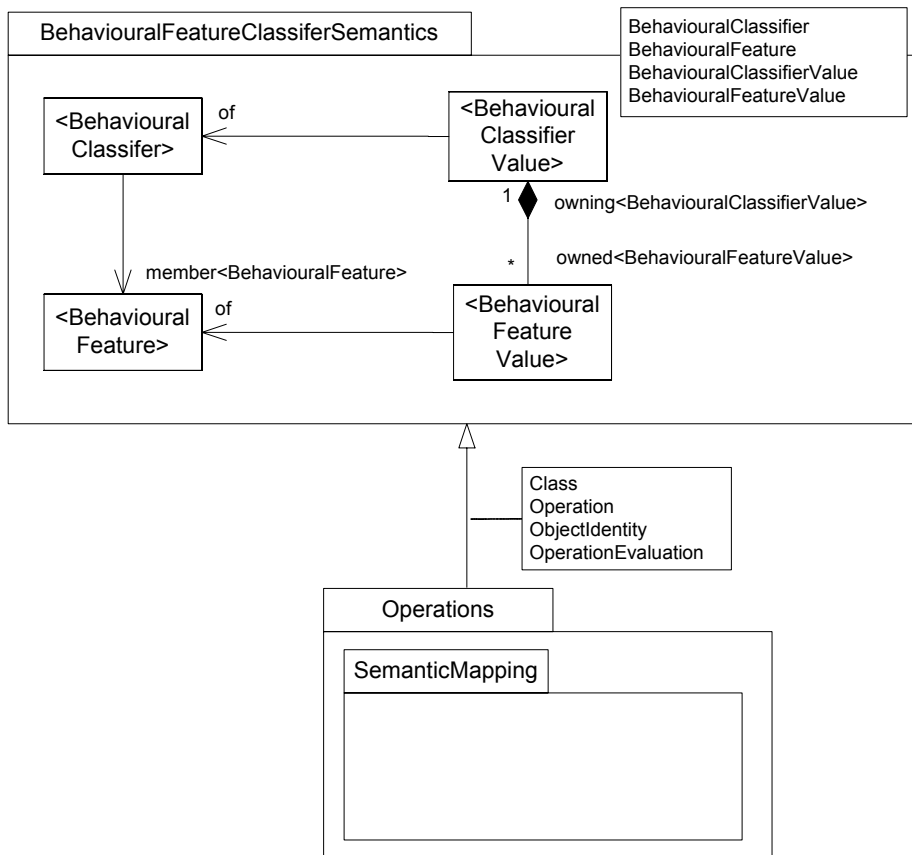 BehaviouralFeatureClassiferSemantics
BehaviouralClassifier
BehaviouralFeature
BehaviouralClassifierValue
BehaviouralFeatureValue
<Behavioural
Classifer>
of
<Behavioural
Classifier
Value>
1
owning<BehaviouralClassifierValue>
member<BehaviouralFeature>
*
owned<BehaviouralFeatureValue>
<Behavioural
Feature>
of
<Behavioural
Feature
Value>
Class
Operation
ObjectIdentity
OperationEvaluation
Operations
SemanticMapping